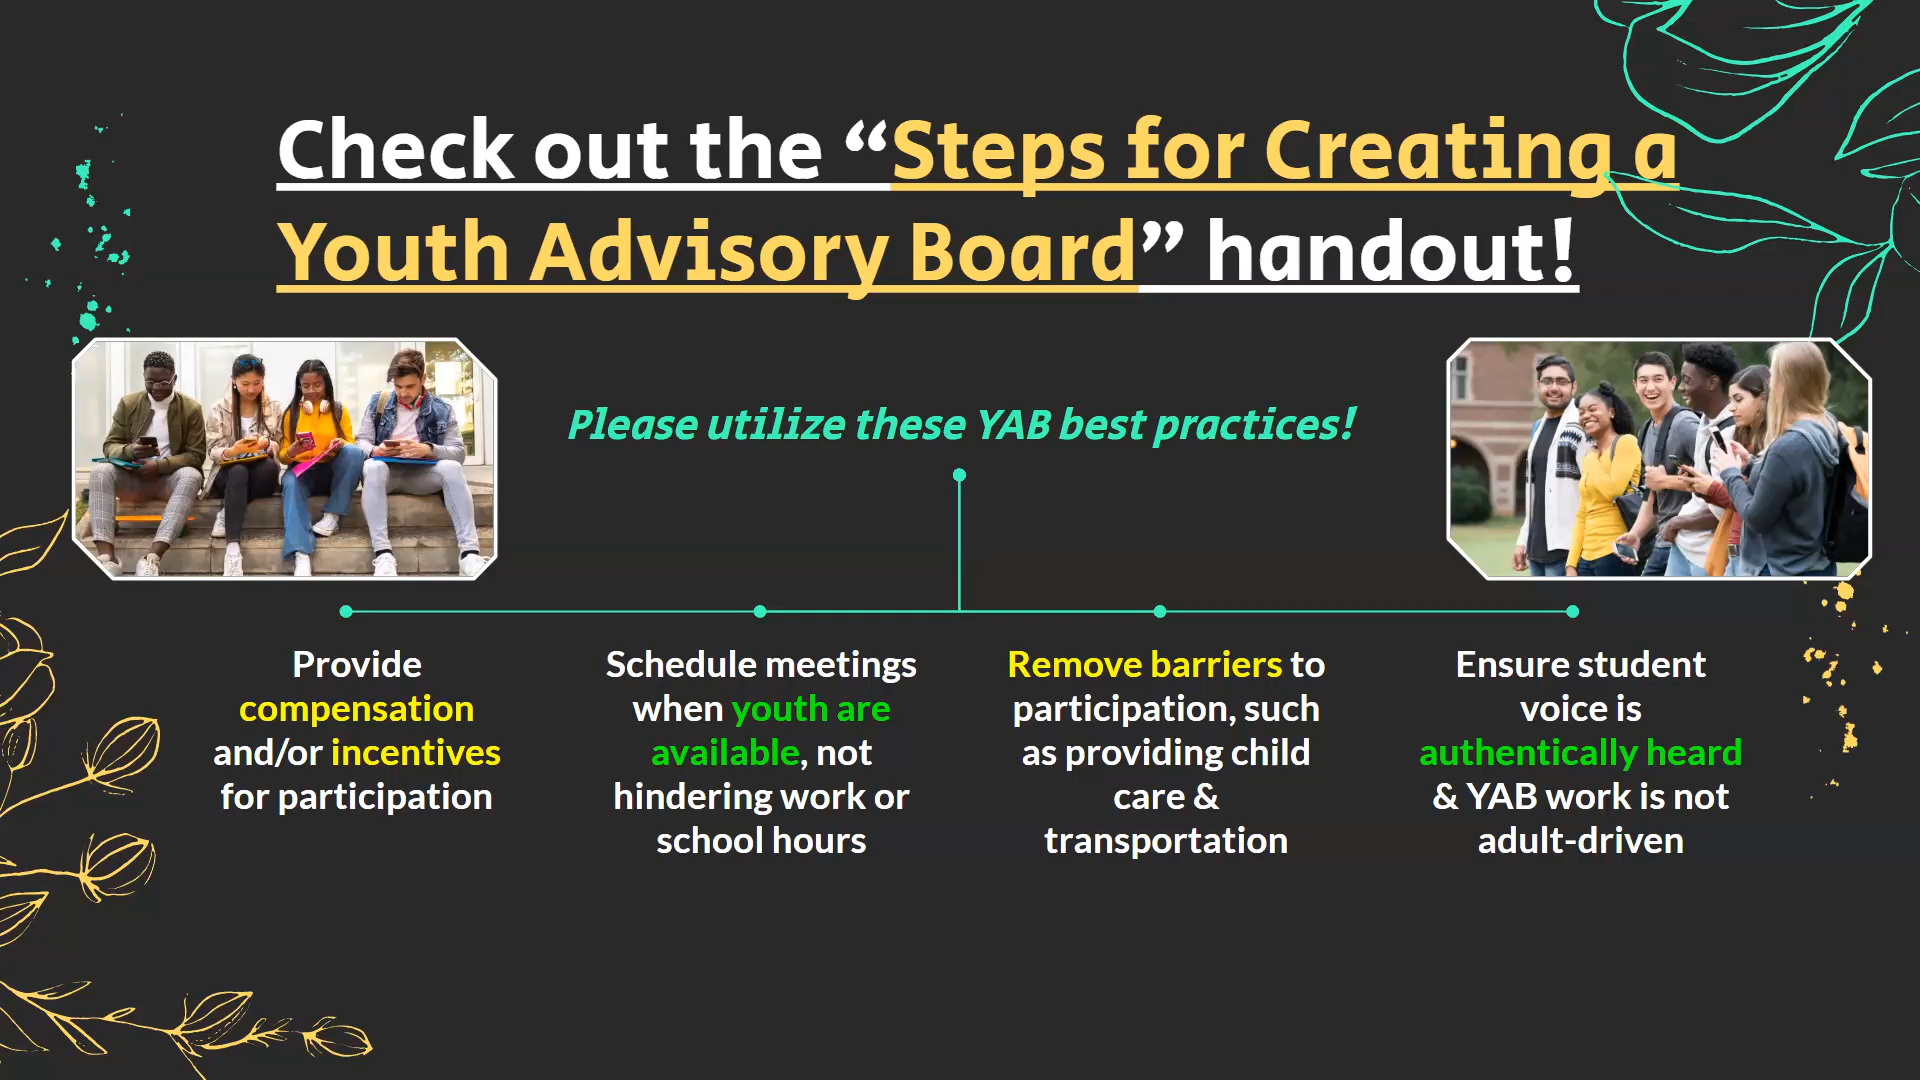 Check out the “Steps for Creating a
Youth Advisory Board” handout!
Please utilize these YAB best practices!
Provide
compensation
and/or incentives
for participation
Schedule meetings
when youth are
available, not
hindering work or
school hours
Remove barriers to
participation, such
as providing child
care &
transportation
Ensure student
voice is
authentically heard
& YAB work is not
adult-driven